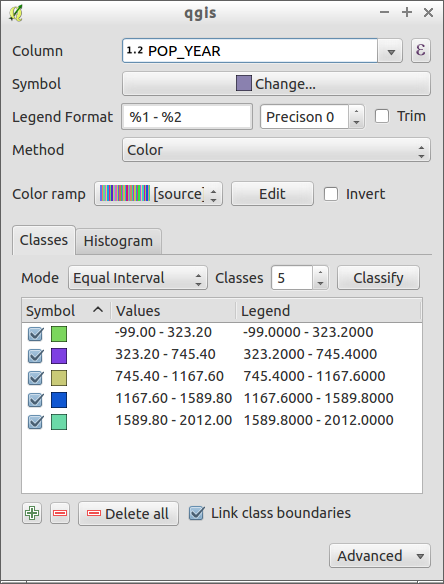 qgis
Column 1.2 POP_YEAR ε
Symbol Change...
Legend Format %1 - %2 Precison 0 Trim
Method Color
Color ramp [source] Edit Invert
Classes Histogram
Mode Equal Interval Classes 5 Classify
Symbol Values Legend
-99.00 - 323.20 -99.0000 - 323.2000
323.20 - 745.40 323.2000 - 745.4000
745.40 - 1167.60 745.4000 - 1167.6000
1167.60 - 1589.80 1167.6000 - 1589.8000
1589.80 - 2012.00 1589.8000 - 2012.0000
Delete all Link class boundaries
Advanced